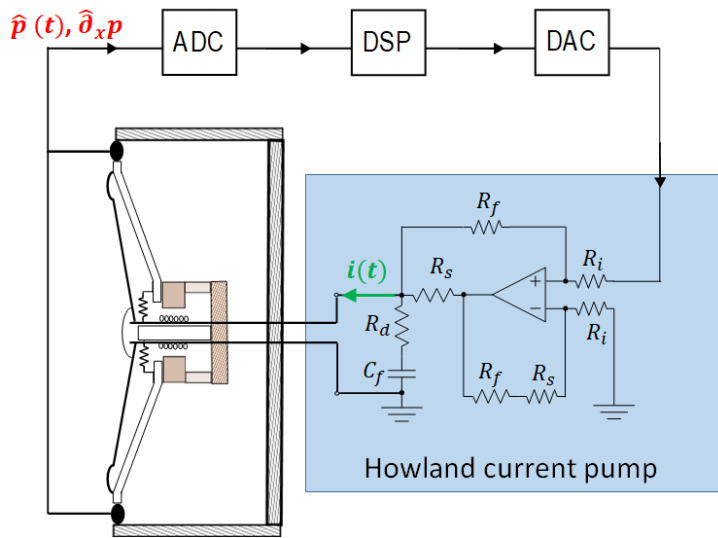 p̂ (t), ∂̂ₓp
ADC
DSP
DAC
R_f
i(t)
R_s
+
R_i
−
R_d
R_i
C_f
R_f
R_s
Howland current pump